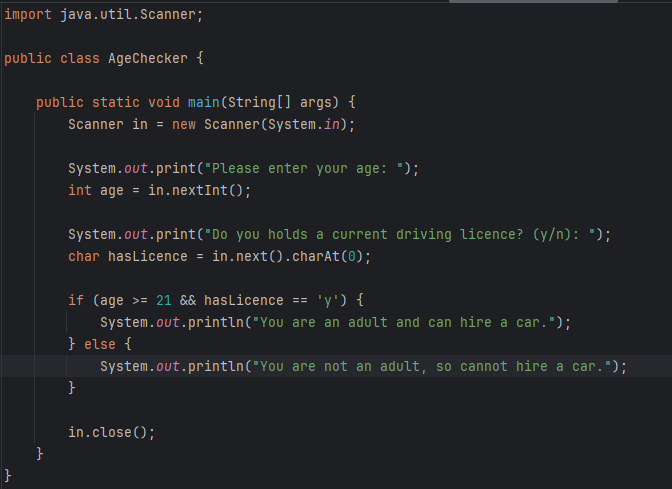 import java.util.Scanner;
public class AgeChecker {
public static void main(String[] args) {
Scanner in = new Scanner(System.in);
System.out.print("Please enter your age: ");
int age = in.nextInt();
System.out.print("Do you holds a current driving licence? (y/n): ");
char hasLicence = in.next().charAt(0);
if (age >= 21 && hasLicence == 'y') {
System.out.println("You are an adult and can hire a car.");
} else {
System.out.println("You are not an adult, so cannot hire a car.");
}
in.close();
}
}